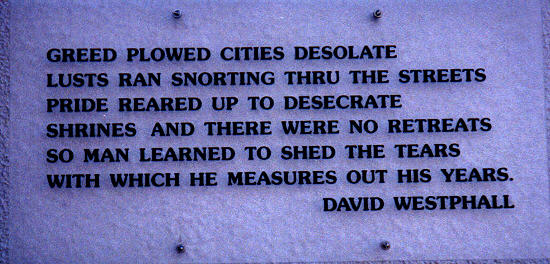 GREED PLOWED CITIES DESOLATE
LUSTS RAN SNORTING THRU THE STREETS
PRIDE REARED UP TO DESECRATE
SHRINES AND THERE WERE NO RETREATS
SO MAN LEARNED TO SHED THE TEARS
WITH WHICH HE MEASURES OUT HIS YEARS.
DAVID WESTPHALL